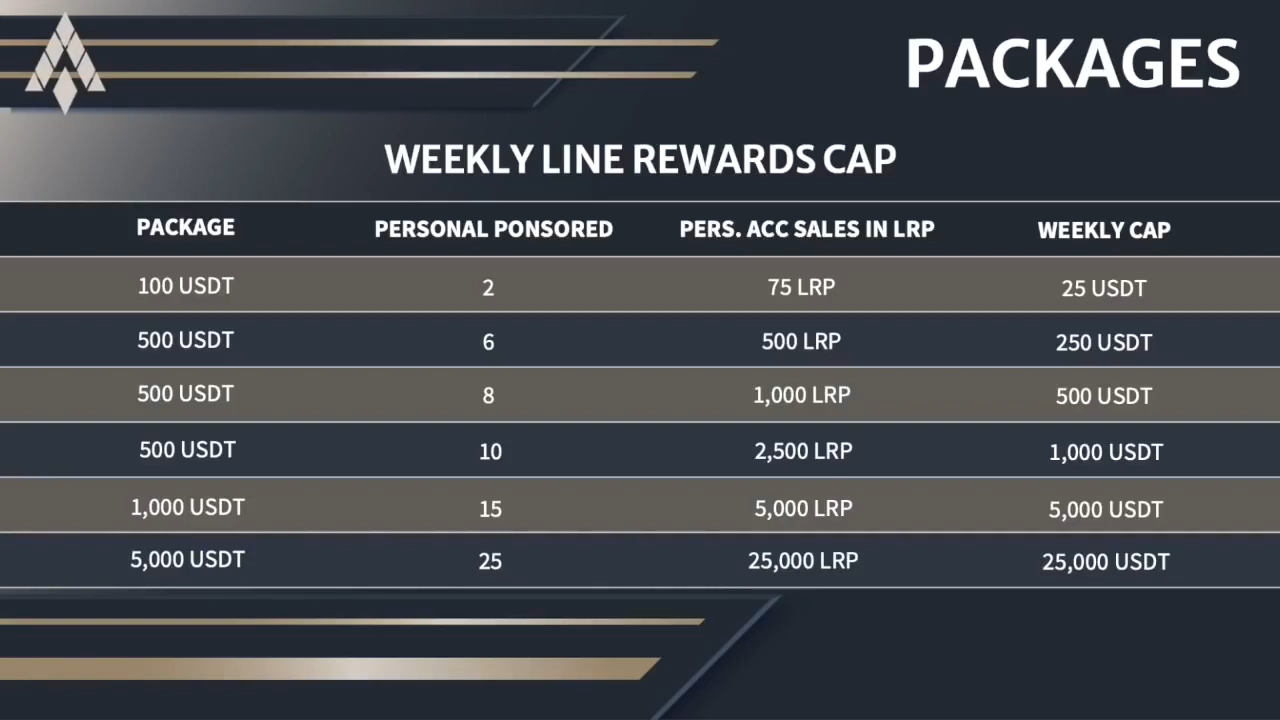 PACKAGES
WEEKLY LINE REWARDS CAP
PACKAGE PERSONAL PONSORED PERS. ACC SALES IN LRP WEEKLY CAP
100 USDT 2 75 LRP 25 USDT
500 USDT 6 500 LRP 250 USDT
500 USDT 8 1,000 LRP 500 USDT
500 USDT 10 2,500 LRP 1,000 USDT
1,000 USDT 15 5,000 LRP 5,000 USDT
5,000 USDT 25 25,000 LRP 25,000 USDT